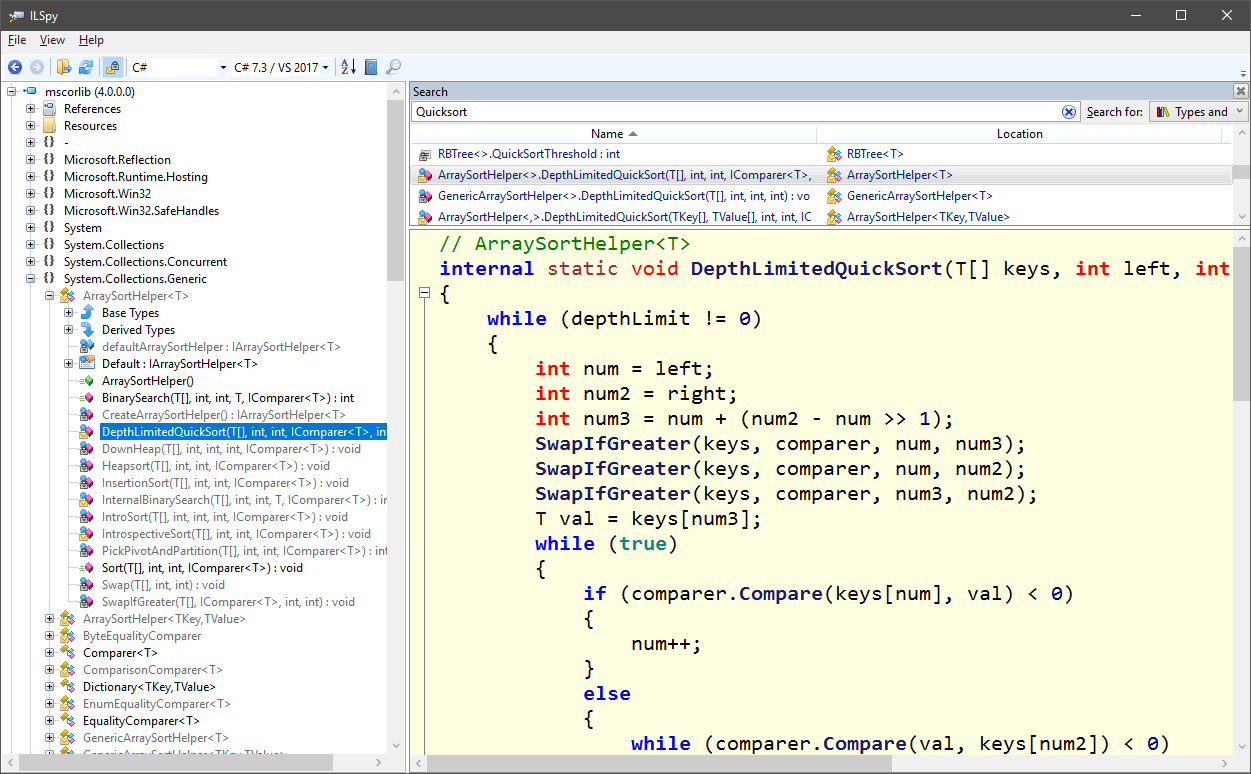 ILSpy
File View Help
C# C# 7.3 / VS 2017
mscorlib (4.0.0.0)
References
Resources
{} -
{} Microsoft.Reflection
{} Microsoft.Runtime.Hosting
{} Microsoft.Win32
{} Microsoft.Win32.SafeHandles
{} System
{} System.Collections
{} System.Collections.Concurrent
{} System.Collections.Generic
ArraySortHelper<T>
Base Types
Derived Types
defaultArraySortHelper : IArraySortHelper<T>
Default : IArraySortHelper<T>
ArraySortHelper()
BinarySearch(T[], int, int, T, IComparer<T>) : int
CreateArraySortHelper() : IArraySortHelper<T>
DepthLimitedQuickSort(T[], int, int, IComparer<T>, int
DownHeap(T[], int, int, int, IComparer<T>) : void
Heapsort(T[], int, int, IComparer<T>) : void
InsertionSort(T[], int, int, IComparer<T>) : void
InternalBinarySearch(T[], int, int, T, IComparer<T>) : in
IntroSort(T[], int, int, int, IComparer<T>) : void
IntrospectiveSort(T[], int, int, IComparer<T>) : void
PickPivotAndPartition(T[], int, int, IComparer<T>) : int
Sort(T[], int, int, IComparer<T>) : void
Swap(T[], int, int) : void
SwapIfGreater(T[], IComparer<T>, int, int) : void
ArraySortHelper<TKey,TValue>
ByteEqualityComparer
Comparer<T>
ComparisonComparer<T>
Dictionary<TKey,TValue>
EnumEqualityComparer<T>
EqualityComparer<T>
GenericArraySortHelper<T>
GenericArraySortHelper<TKey,TValue>
Search
Quicksort Search for: Types and
Name Location
RBTree<>.QuickSortThreshold : int RBTree<T>
ArraySortHelper<>.DepthLimitedQuickSort(T[], int, int, IComparer<T>, ArraySortHelper<T>
GenericArraySortHelper<>.DepthLimitedQuickSort(T[], int, int, int) : vo GenericArraySortHelper<T>
ArraySortHelper<,>.DepthLimitedQuickSort(TKey[], TValue[], int, int, IC ArraySortHelper<TKey,TValue>
// ArraySortHelper<T>
internal static void DepthLimitedQuickSort(T[] keys, int left, int
{
while (depthLimit != 0)
{
int num = left;
int num2 = right;
int num3 = num + (num2 - num >> 1);
SwapIfGreater(keys, comparer, num, num3);
SwapIfGreater(keys, comparer, num, num2);
SwapIfGreater(keys, comparer, num3, num2);
T val = keys[num3];
while (true)
{
if (comparer.Compare(keys[num], val) < 0)
{
num++;
}
else
{
while (comparer.Compare(val, keys[num2]) < 0)